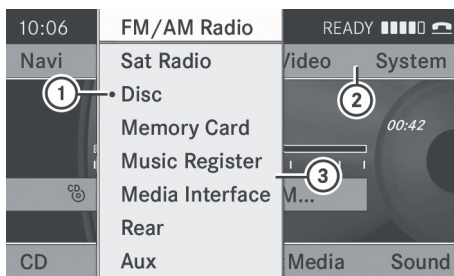 10:06 FM/AM Radio READY
Navi Sat Radio Video System
1 Disc 2
Memory Card 00:42
Music Register 3
Media Interface M...
Rear
CD Aux Media Sound